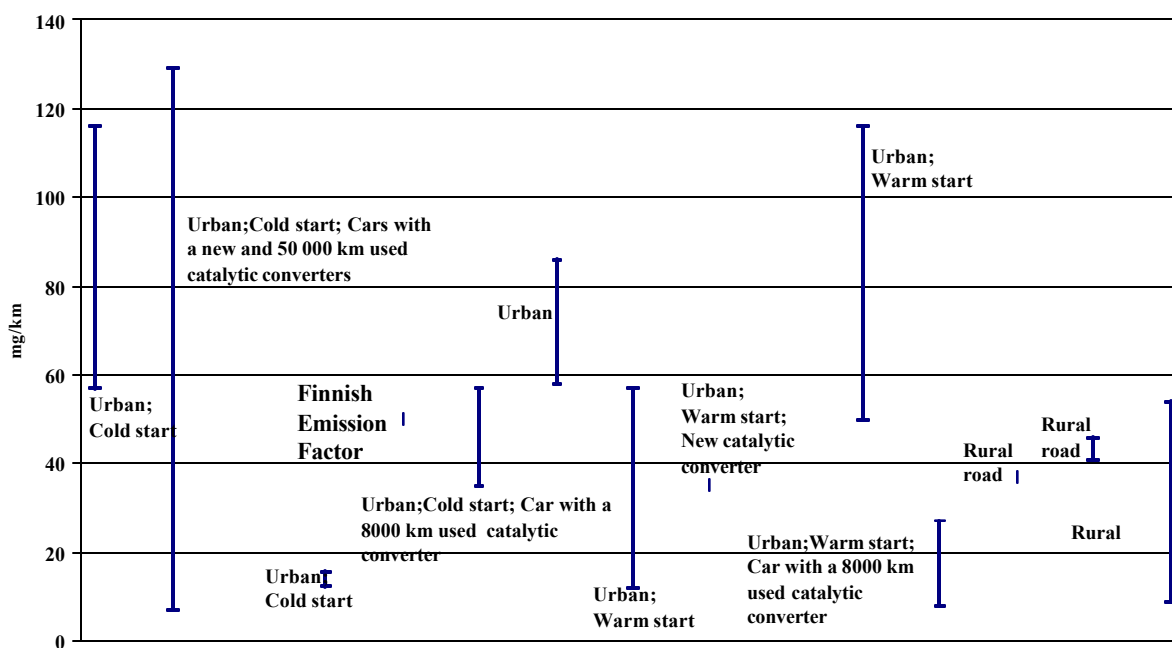 140
120
100
80
60
40
20
0
mg/km
Urban;
Cold start
Urban;Cold start; Cars with
a new and 50 000 km used
catalytic converters
Urban;
Cold start
Finnish
Emission
Factor
Urban;Cold start; Car with a
8000 km used catalytic
converter
Urban
Urban;
Warm start
Urban;
Warm start;
New catalytic
converter
Urban;
Warm start
Urban;Warm start;
Car with a 8000 km
used catalytic
converter
Rural
road
Rural
road
Rural